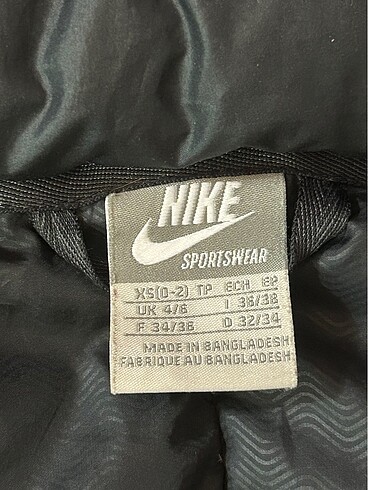 NIKE
SPORTSWEAR
XS(0-2) TP ECH EP
UK 4/6 I 36/38
F 34/36 D 32/34
MADE IN BANGLADESH
FABRIQUE AU BANGLADESH